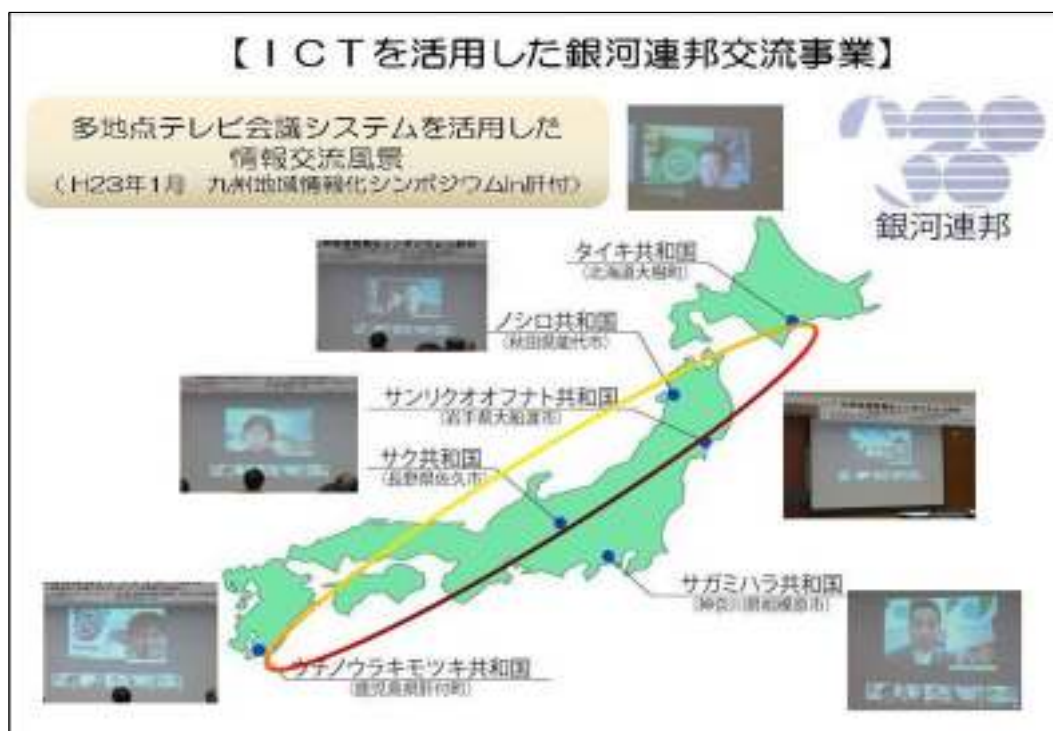 【ＩＣＴを活用した銀河連邦交流事業】
多地点テレビ会議システムを活用した
情報交流風景
（H23年1月　九州地域情報化シンポジウムin肝付）
銀河連邦
タイキ共和国
（北海道大樹町）
ノシロ共和国
（秋田県能代市）
サンリクオオフナト共和国
（岩手県大船渡市）
サク共和国
（長野県佐久市）
サガミハラ共和国
（神奈川県相模原市）
ウチノウラキモツキ共和国
（鹿児島県肝付町）